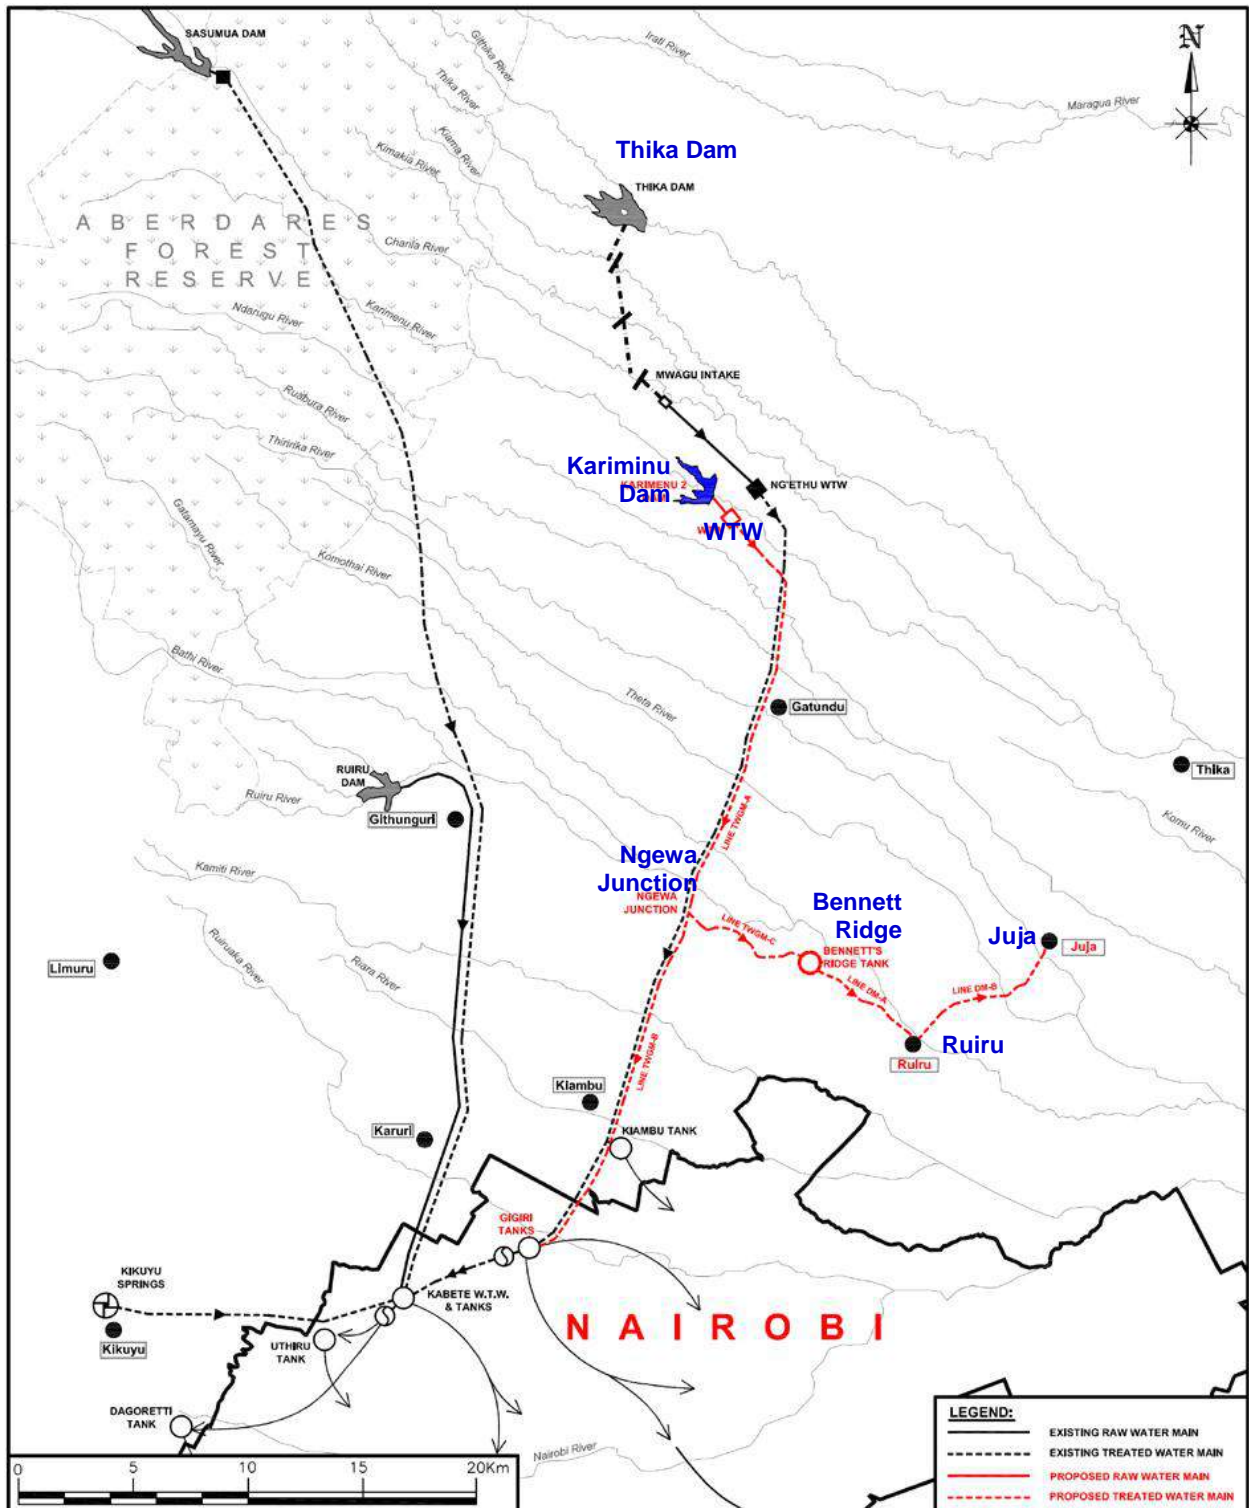 SASUMUA DAM
Githika River
Irati River
N
Thika River
Maragua River
Kiama River
Kimakia River
Thika Dam
THIKA DAM
ABERDARES
FOREST
RESERVE
Chania River
Ndarugu River
Karimenu River
MWAGU INTAKE
Ruabura River
Thiririka River
Kariminu
Dam
KARIMENU 2
NG'ETHU WTW
WTW
Gatamayu River
Komothai River
Bathi River
Theta River
Gatundu
Thika
RUIRU
DAM
Ruiru River
Githunguri
LINE TWGM-A
Komu River
Kamiti River
Ngewa
Junction
NGEWA
JUNCTION
LINE TWGM-C
Bennett
Ridge
BENNETT'S
RIDGE TANK
Juja
Juja
Limuru
Ruiruaka River
Riara River
LINE DM-A
LINE DM-B
Ruiru
Ruiru
LINE TWGM-B
Kiambu
Karuri
KIAMBU TANK
GIGIRI
TANKS
KIKUYU
SPRINGS
Kikuyu
KABETE W.T.W.
& TANKS
UTHIRU
TANK
NAIROBI
DAGORETTI
TANK
Nairobi River
0 5 10 15 20Km
LEGEND:
EXISTING RAW WATER MAIN
EXISTING TREATED WATER MAIN
PROPOSED RAW WATER MAIN
PROPOSED TREATED WATER MAIN